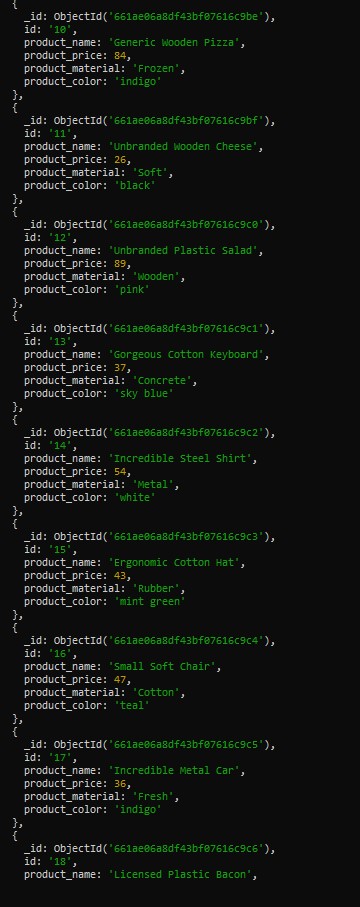 {
_id: ObjectId('661ae06a8df43bf07616c9be'),
id: '10',
product_name: 'Generic Wooden Pizza',
product_price: 84,
product_material: 'Frozen',
product_color: 'indigo'
},
{
_id: ObjectId('661ae06a8df43bf07616c9bf'),
id: '11',
product_name: 'Unbranded Wooden Cheese',
product_price: 26,
product_material: 'Soft',
product_color: 'black'
},
{
_id: ObjectId('661ae06a8df43bf07616c9c0'),
id: '12',
product_name: 'Unbranded Plastic Salad',
product_price: 89,
product_material: 'Wooden',
product_color: 'pink'
},
{
_id: ObjectId('661ae06a8df43bf07616c9c1'),
id: '13',
product_name: 'Gorgeous Cotton Keyboard',
product_price: 37,
product_material: 'Concrete',
product_color: 'sky blue'
},
{
_id: ObjectId('661ae06a8df43bf07616c9c2'),
id: '14',
product_name: 'Incredible Steel Shirt',
product_price: 54,
product_material: 'Metal',
product_color: 'white'
},
{
_id: ObjectId('661ae06a8df43bf07616c9c3'),
id: '15',
product_name: 'Ergonomic Cotton Hat',
product_price: 43,
product_material: 'Rubber',
product_color: 'mint green'
},
{
_id: ObjectId('661ae06a8df43bf07616c9c4'),
id: '16',
product_name: 'Small Soft Chair',
product_price: 47,
product_material: 'Cotton',
product_color: 'teal'
},
{
_id: ObjectId('661ae06a8df43bf07616c9c5'),
id: '17',
product_name: 'Incredible Metal Car',
product_price: 36,
product_material: 'Fresh',
product_color: 'indigo'
},
{
_id: ObjectId('661ae06a8df43bf07616c9c6'),
id: '18',
product_name: 'Licensed Plastic Bacon',